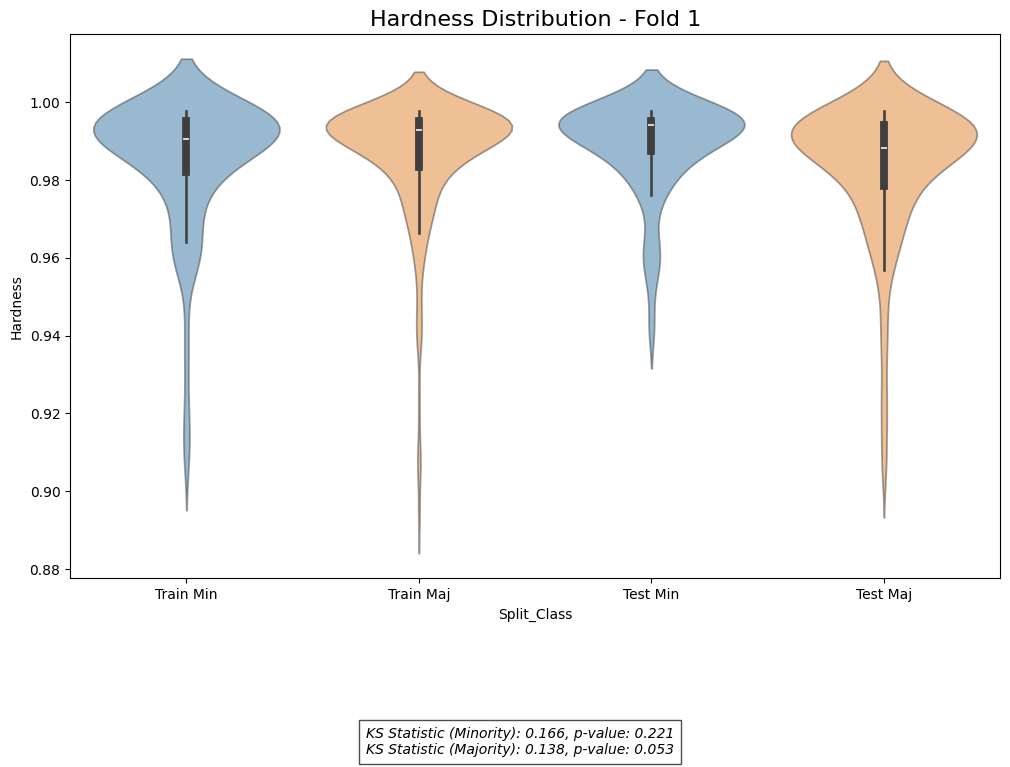 Hardness Distribution - Fold 1
Hardness
1.00
0.98
0.96
0.94
0.92
0.90
0.88
Train Min
Train Maj
Test Min
Test Maj
Split_Class
KS Statistic (Minority): 0.166, p-value: 0.221
KS Statistic (Majority): 0.138, p-value: 0.053